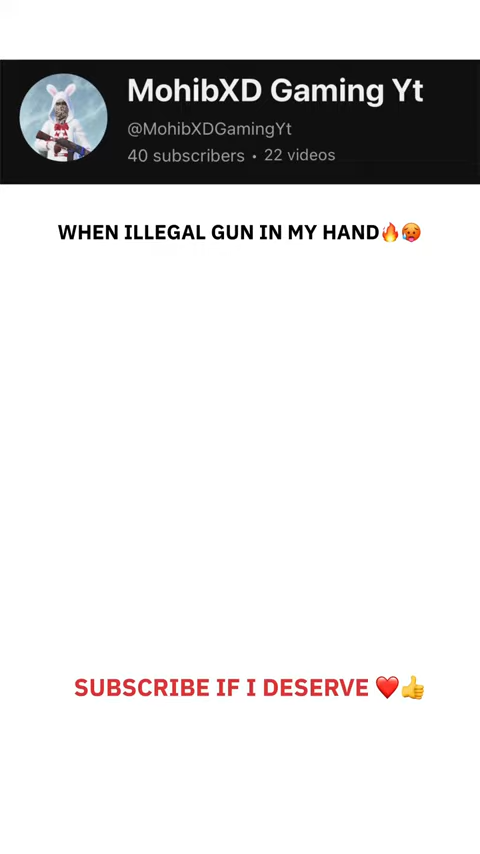 MohibXD Gaming Yt
@MohibXDGamingYt
40 subscribers • 22 videos
WHEN ILLEGAL GUN IN MY HAND🔥🥵
SUBSCRIBE IF I DESERVE ❤️👍